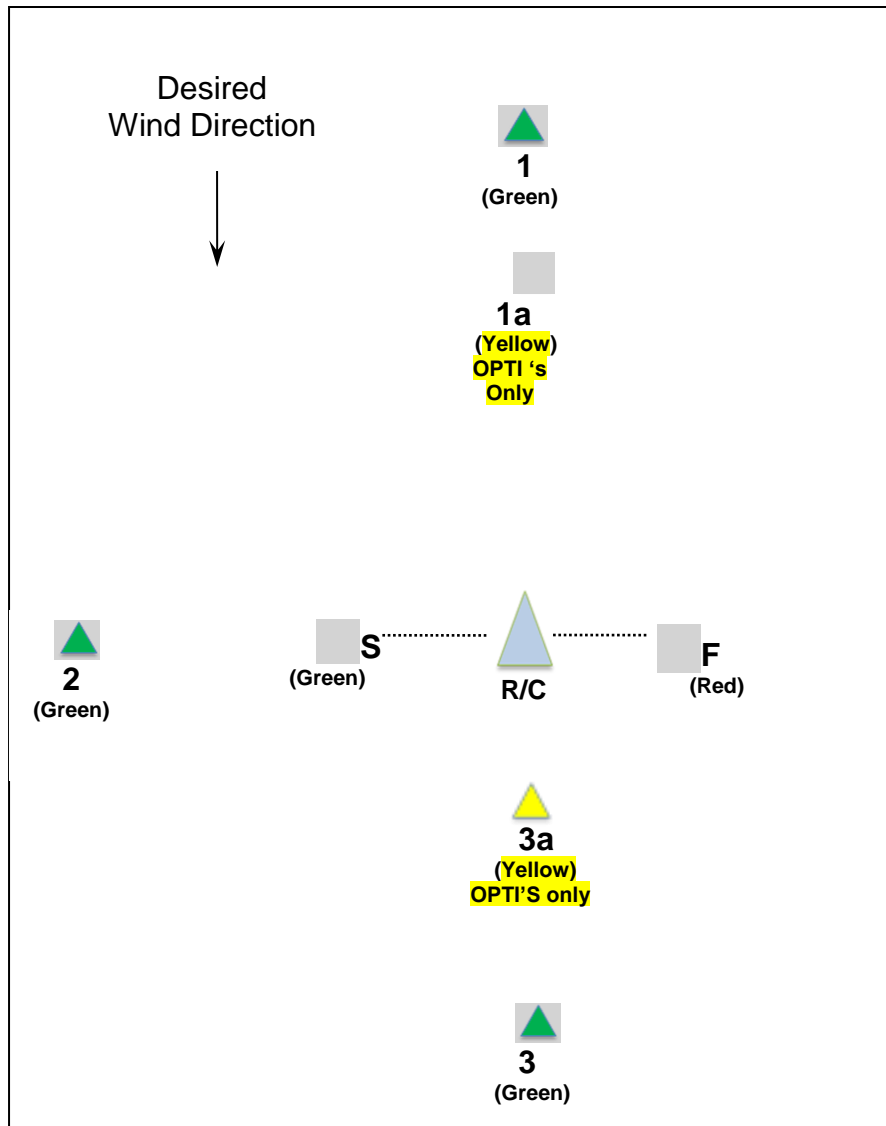 Desired
Wind Direction
1
(Green)
1a
(Yellow)
OPTI ‘s
Only
S
F
2
(Green)
(Green)
R/C
(Red)
3a
(Yellow)
OPTI’S only
3
(Green)